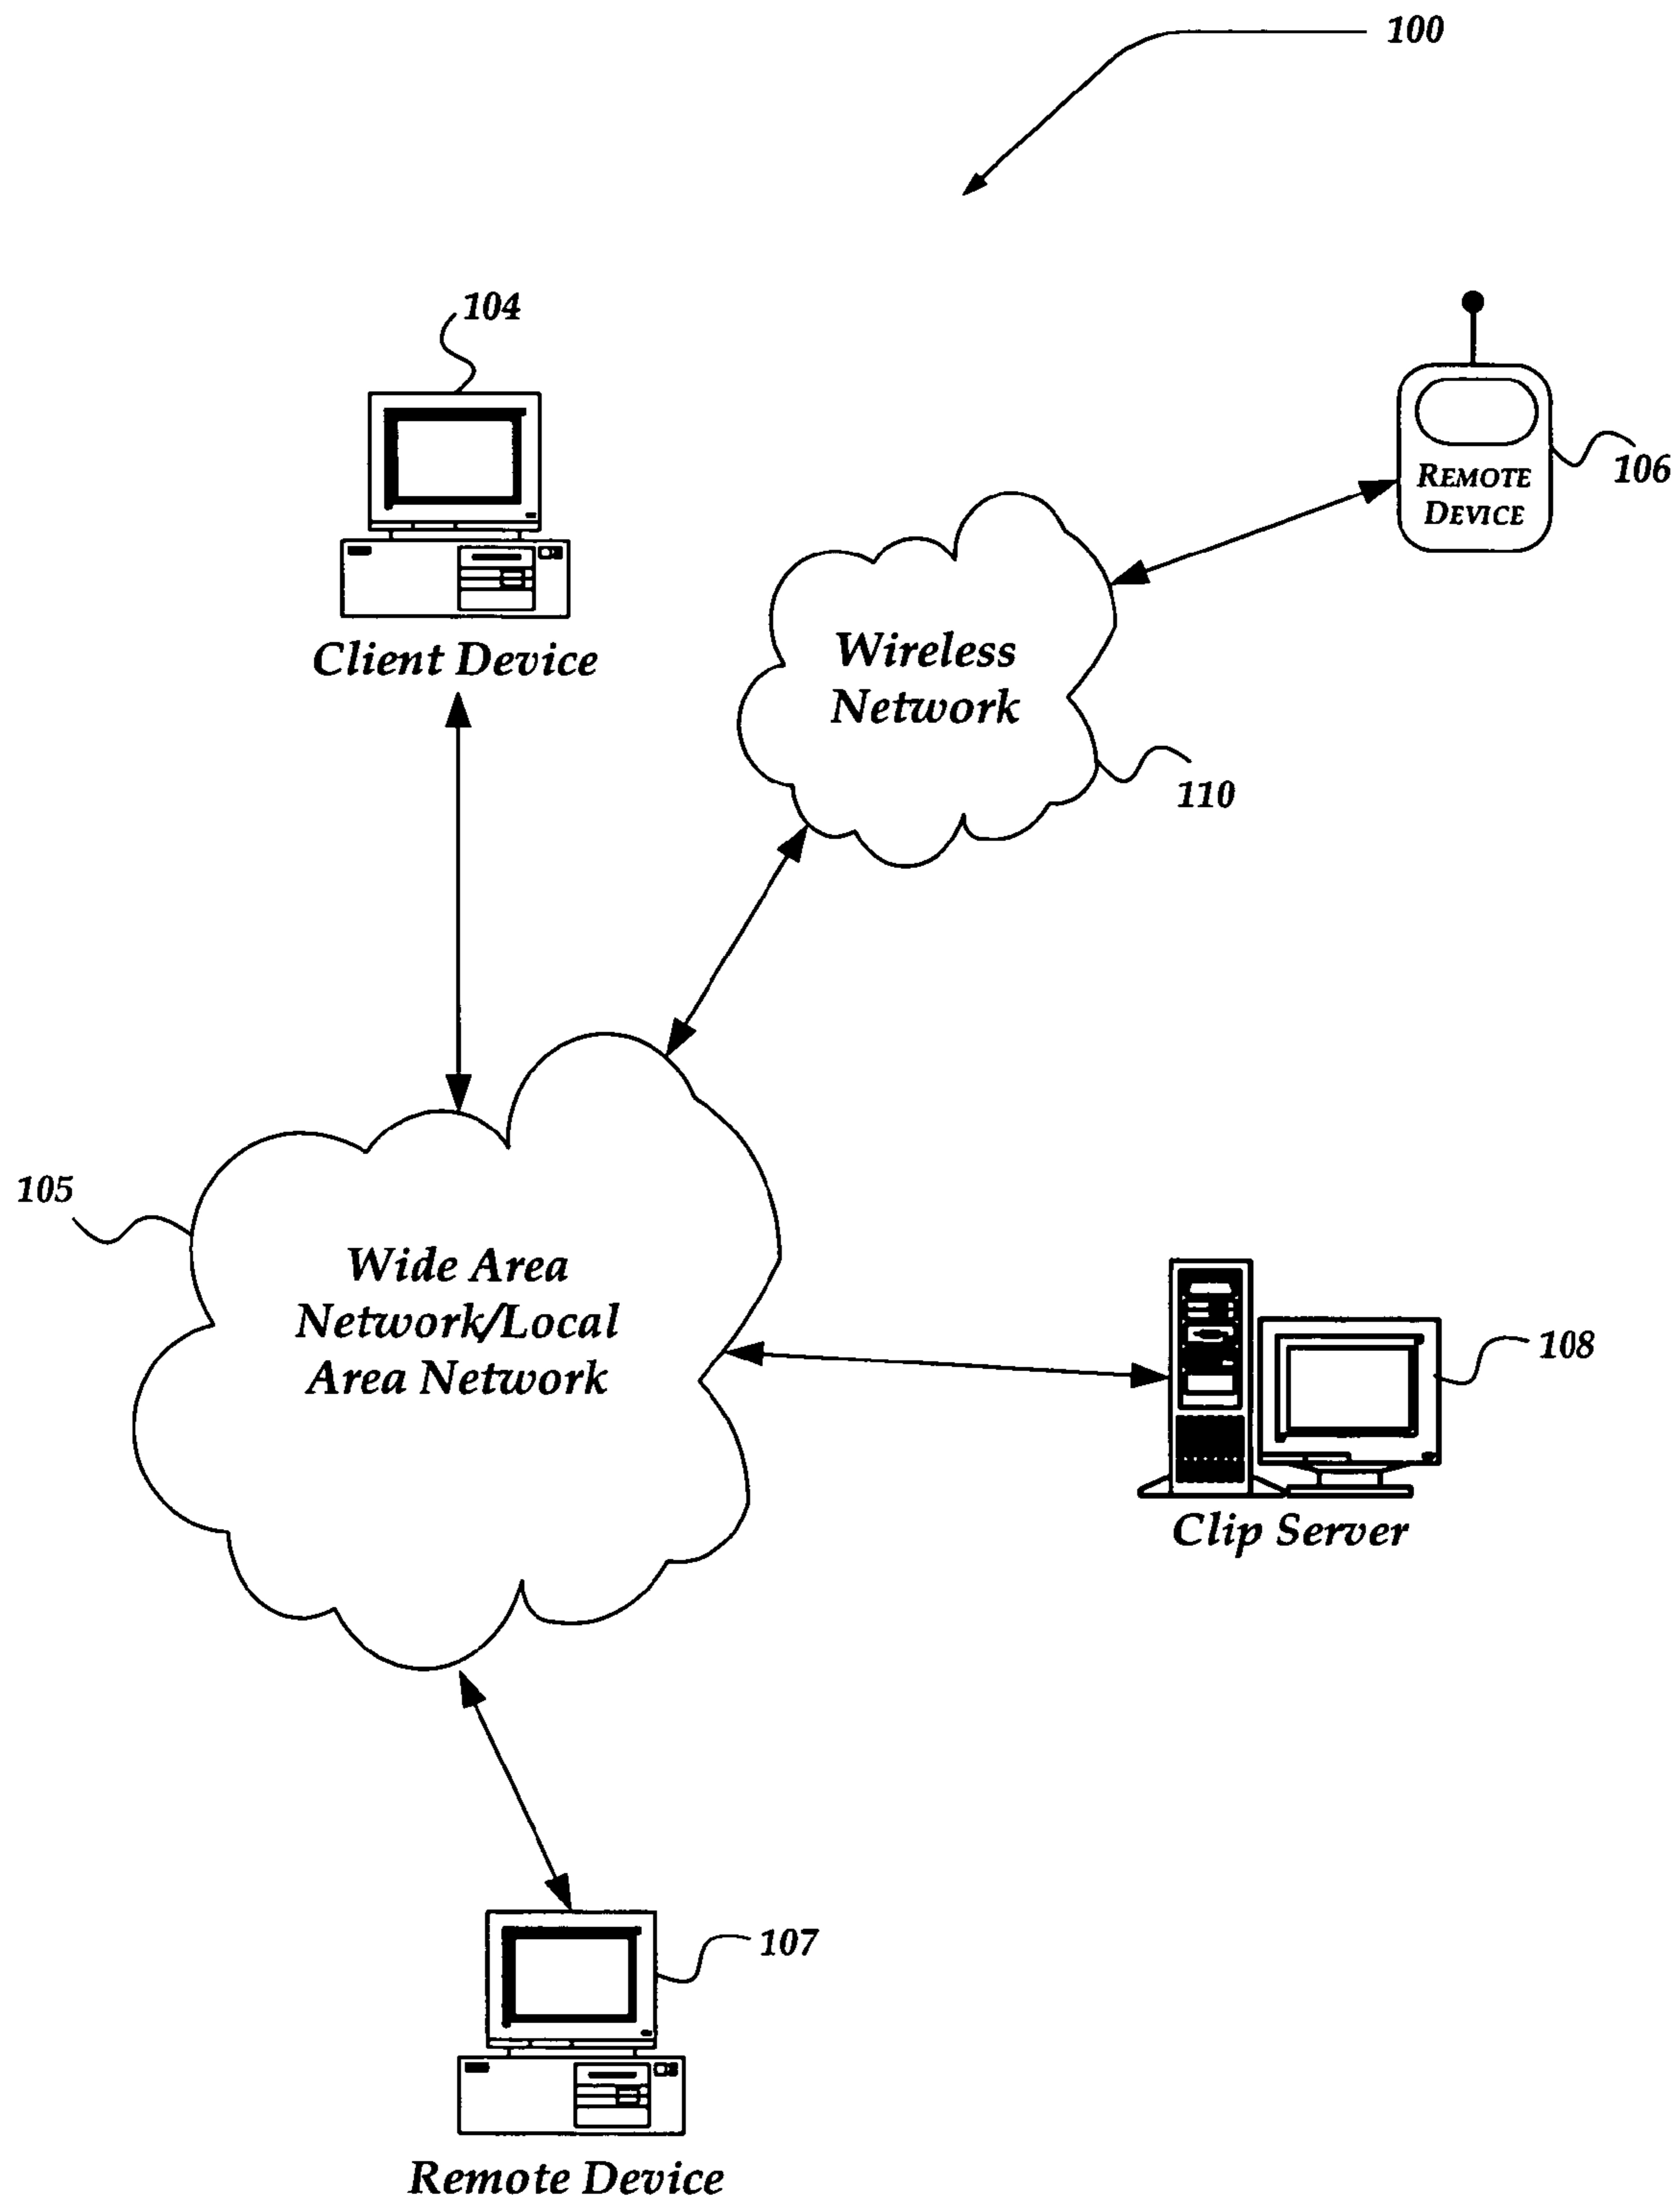 100
104
106
REMOTE
DEVICE
Client Device
Wireless
Network
110
105
Wide Area
Network/Local
Area Network
108
Clip Server
107
Remote Device